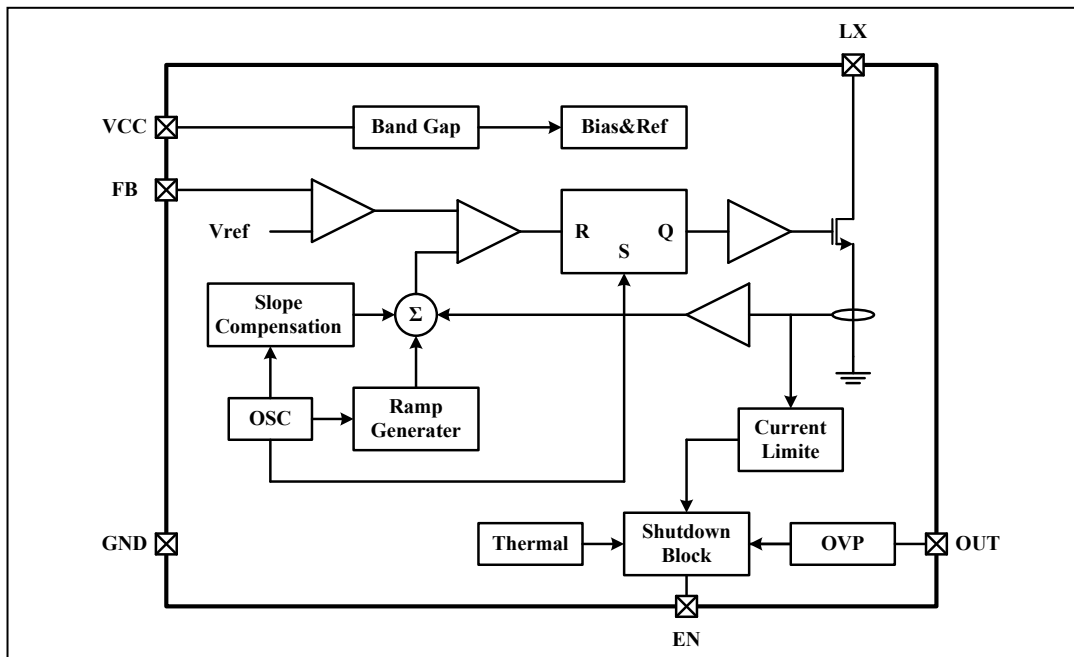 LX
VCC
Band Gap
Bias&Ref
FB
Vref
R
Q
S
Slope
Compensation
Σ
OSC
Ramp
Generater
Current
Limite
GND
Thermal
Shutdown
Block
OVP
OUT
EN